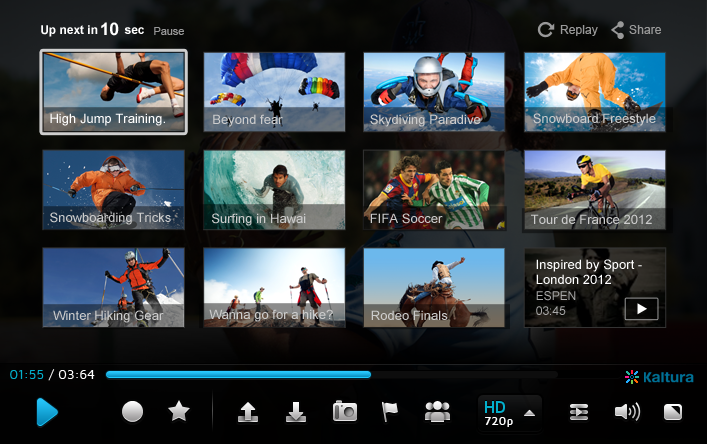 Up next in 10 sec Pause
Replay Share
High Jump Training.
Beyond fear
Skydiving Paradive
Snowboard Freestyle
Snowboarding Tricks
Surfing in Hawai
FIFA Soccer
Tour de France 2012
Winter Hiking Gear
Wanna go for a hike?
Rodeo Finals
Inspired by Sport -
London 2012
ESPEN
03:45
01:55 / 03:64
Kaltura
HD
720p